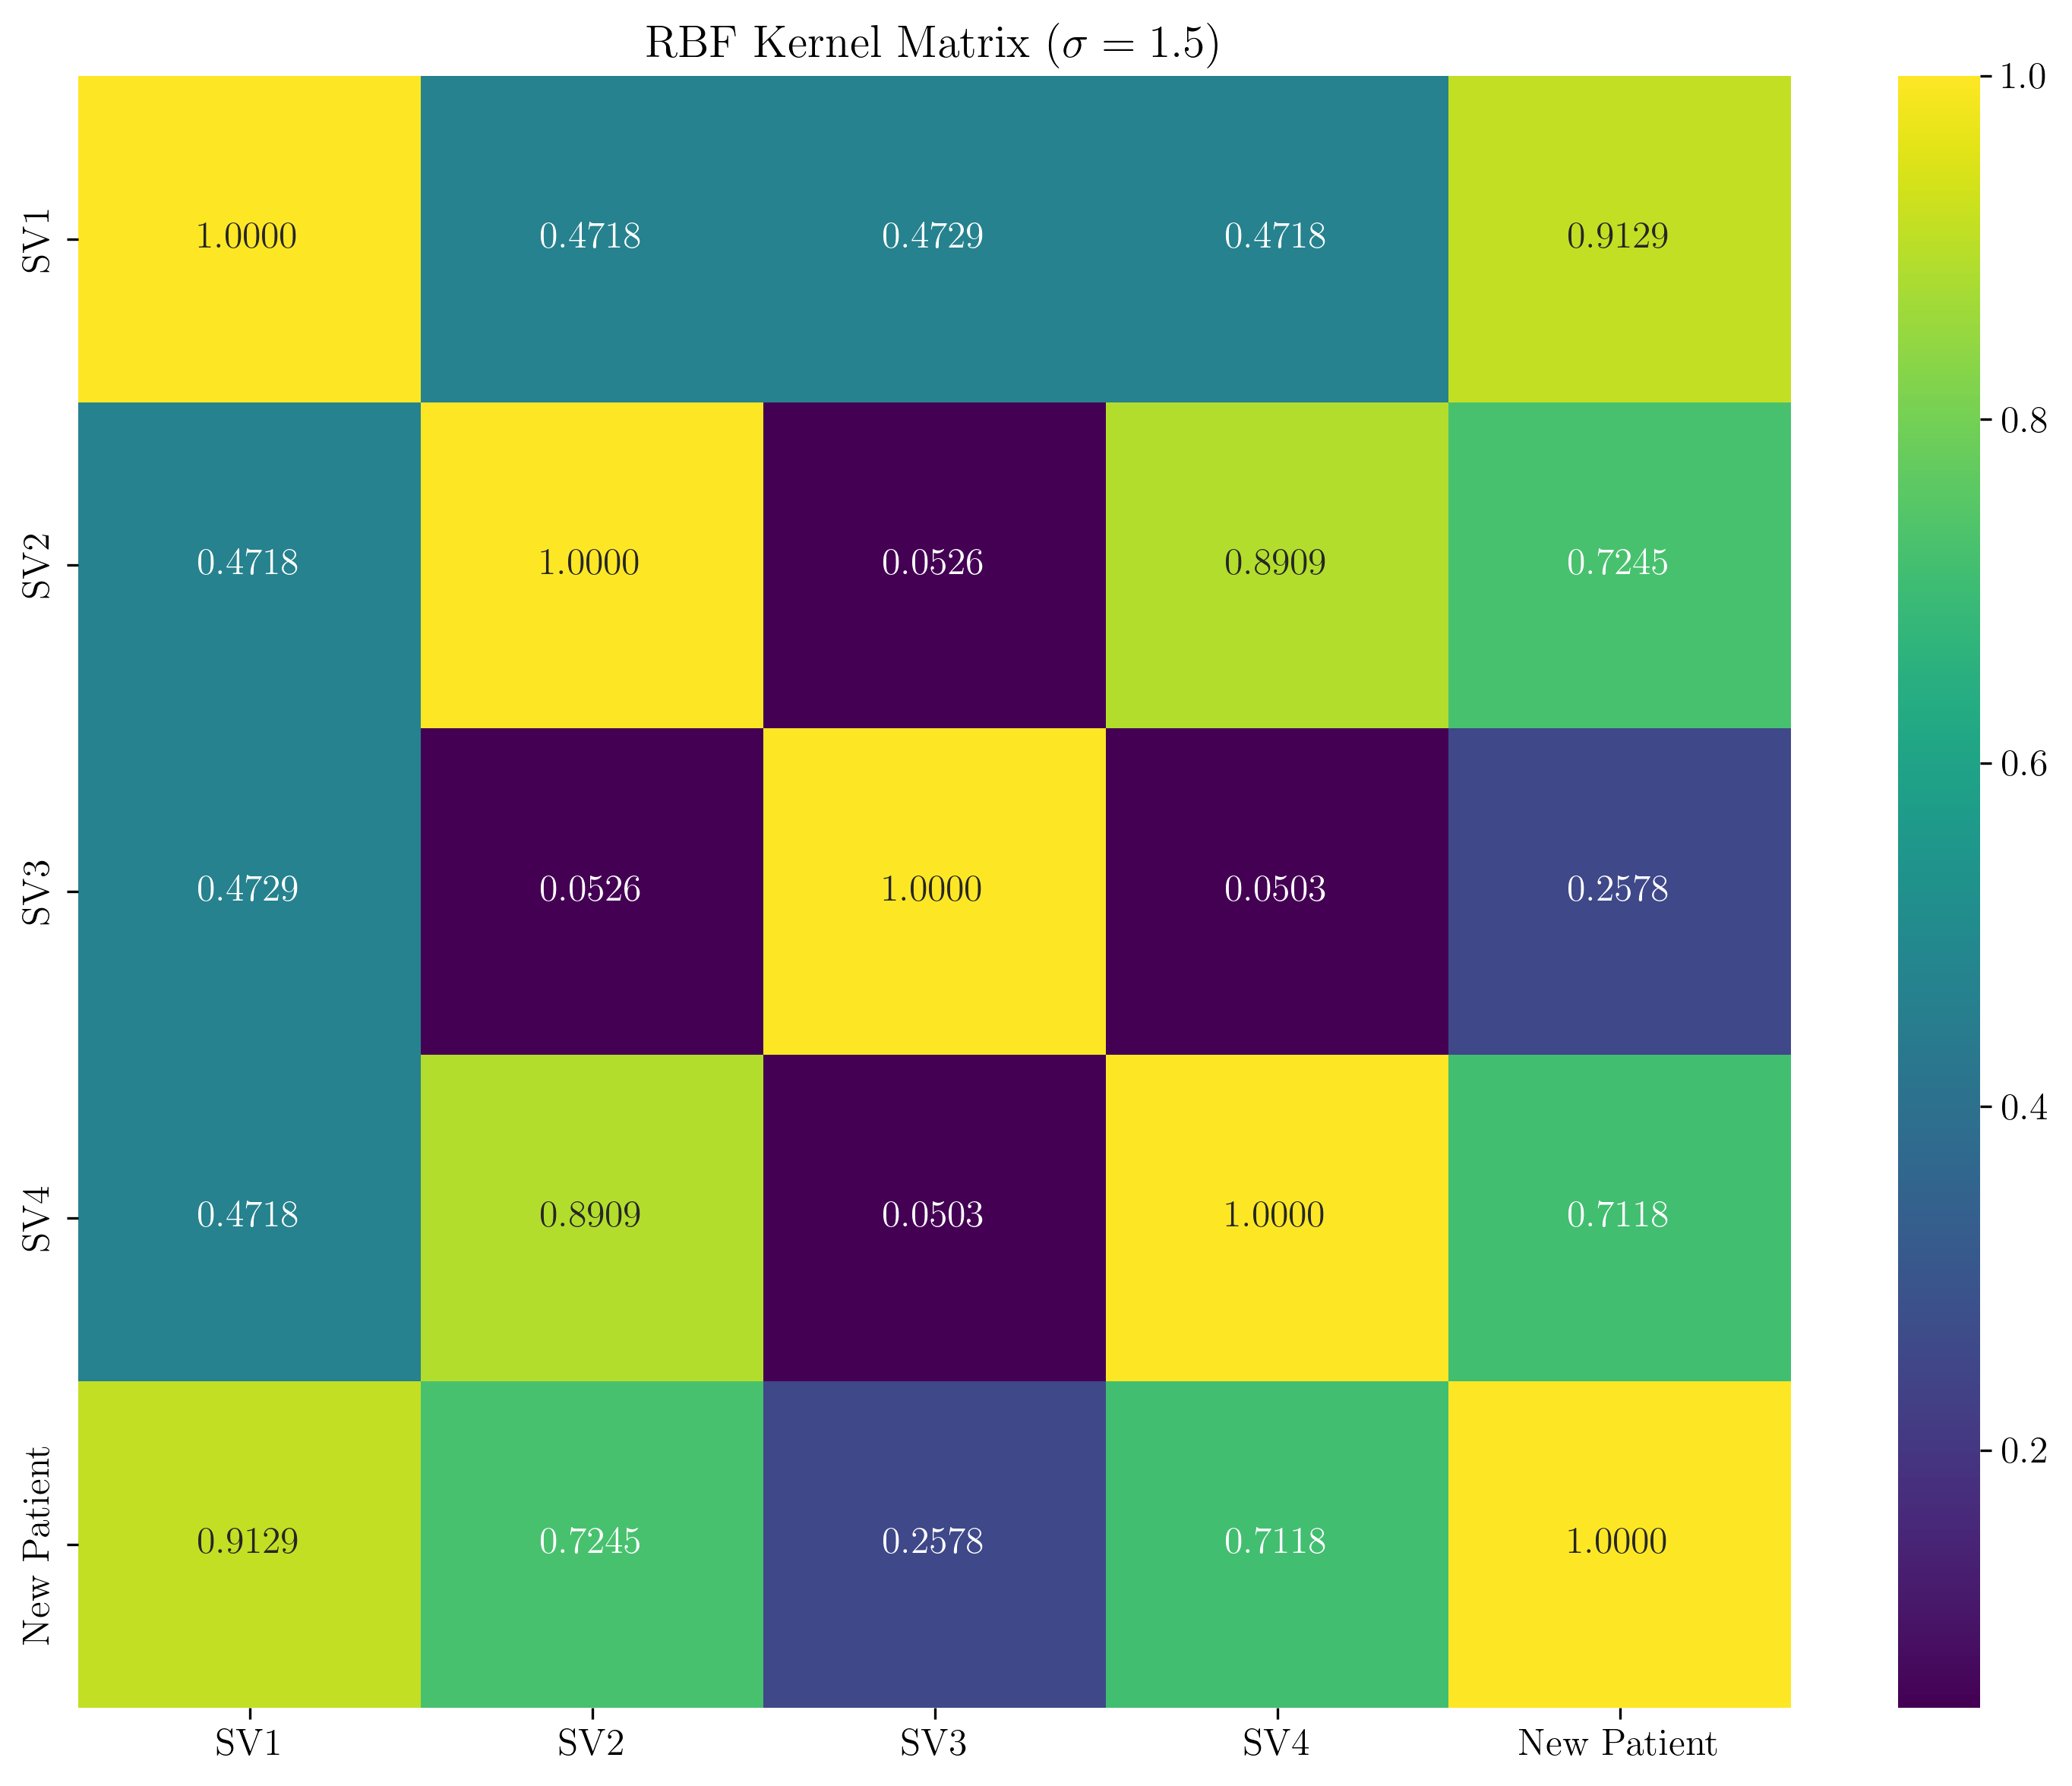 RBF Kernel Matrix (σ = 1.5)
SV1 1.0000 0.4718 0.4729 0.4718 0.9129
SV2 0.4718 1.0000 0.0526 0.8909 0.7245
SV3 0.4729 0.0526 1.0000 0.0503 0.2578
SV4 0.4718 0.8909 0.0503 1.0000 0.7118
New Patient 0.9129 0.7245 0.2578 0.7118 1.0000
SV1 SV2 SV3 SV4 New Patient
1.0
0.8
0.6
0.4
0.2